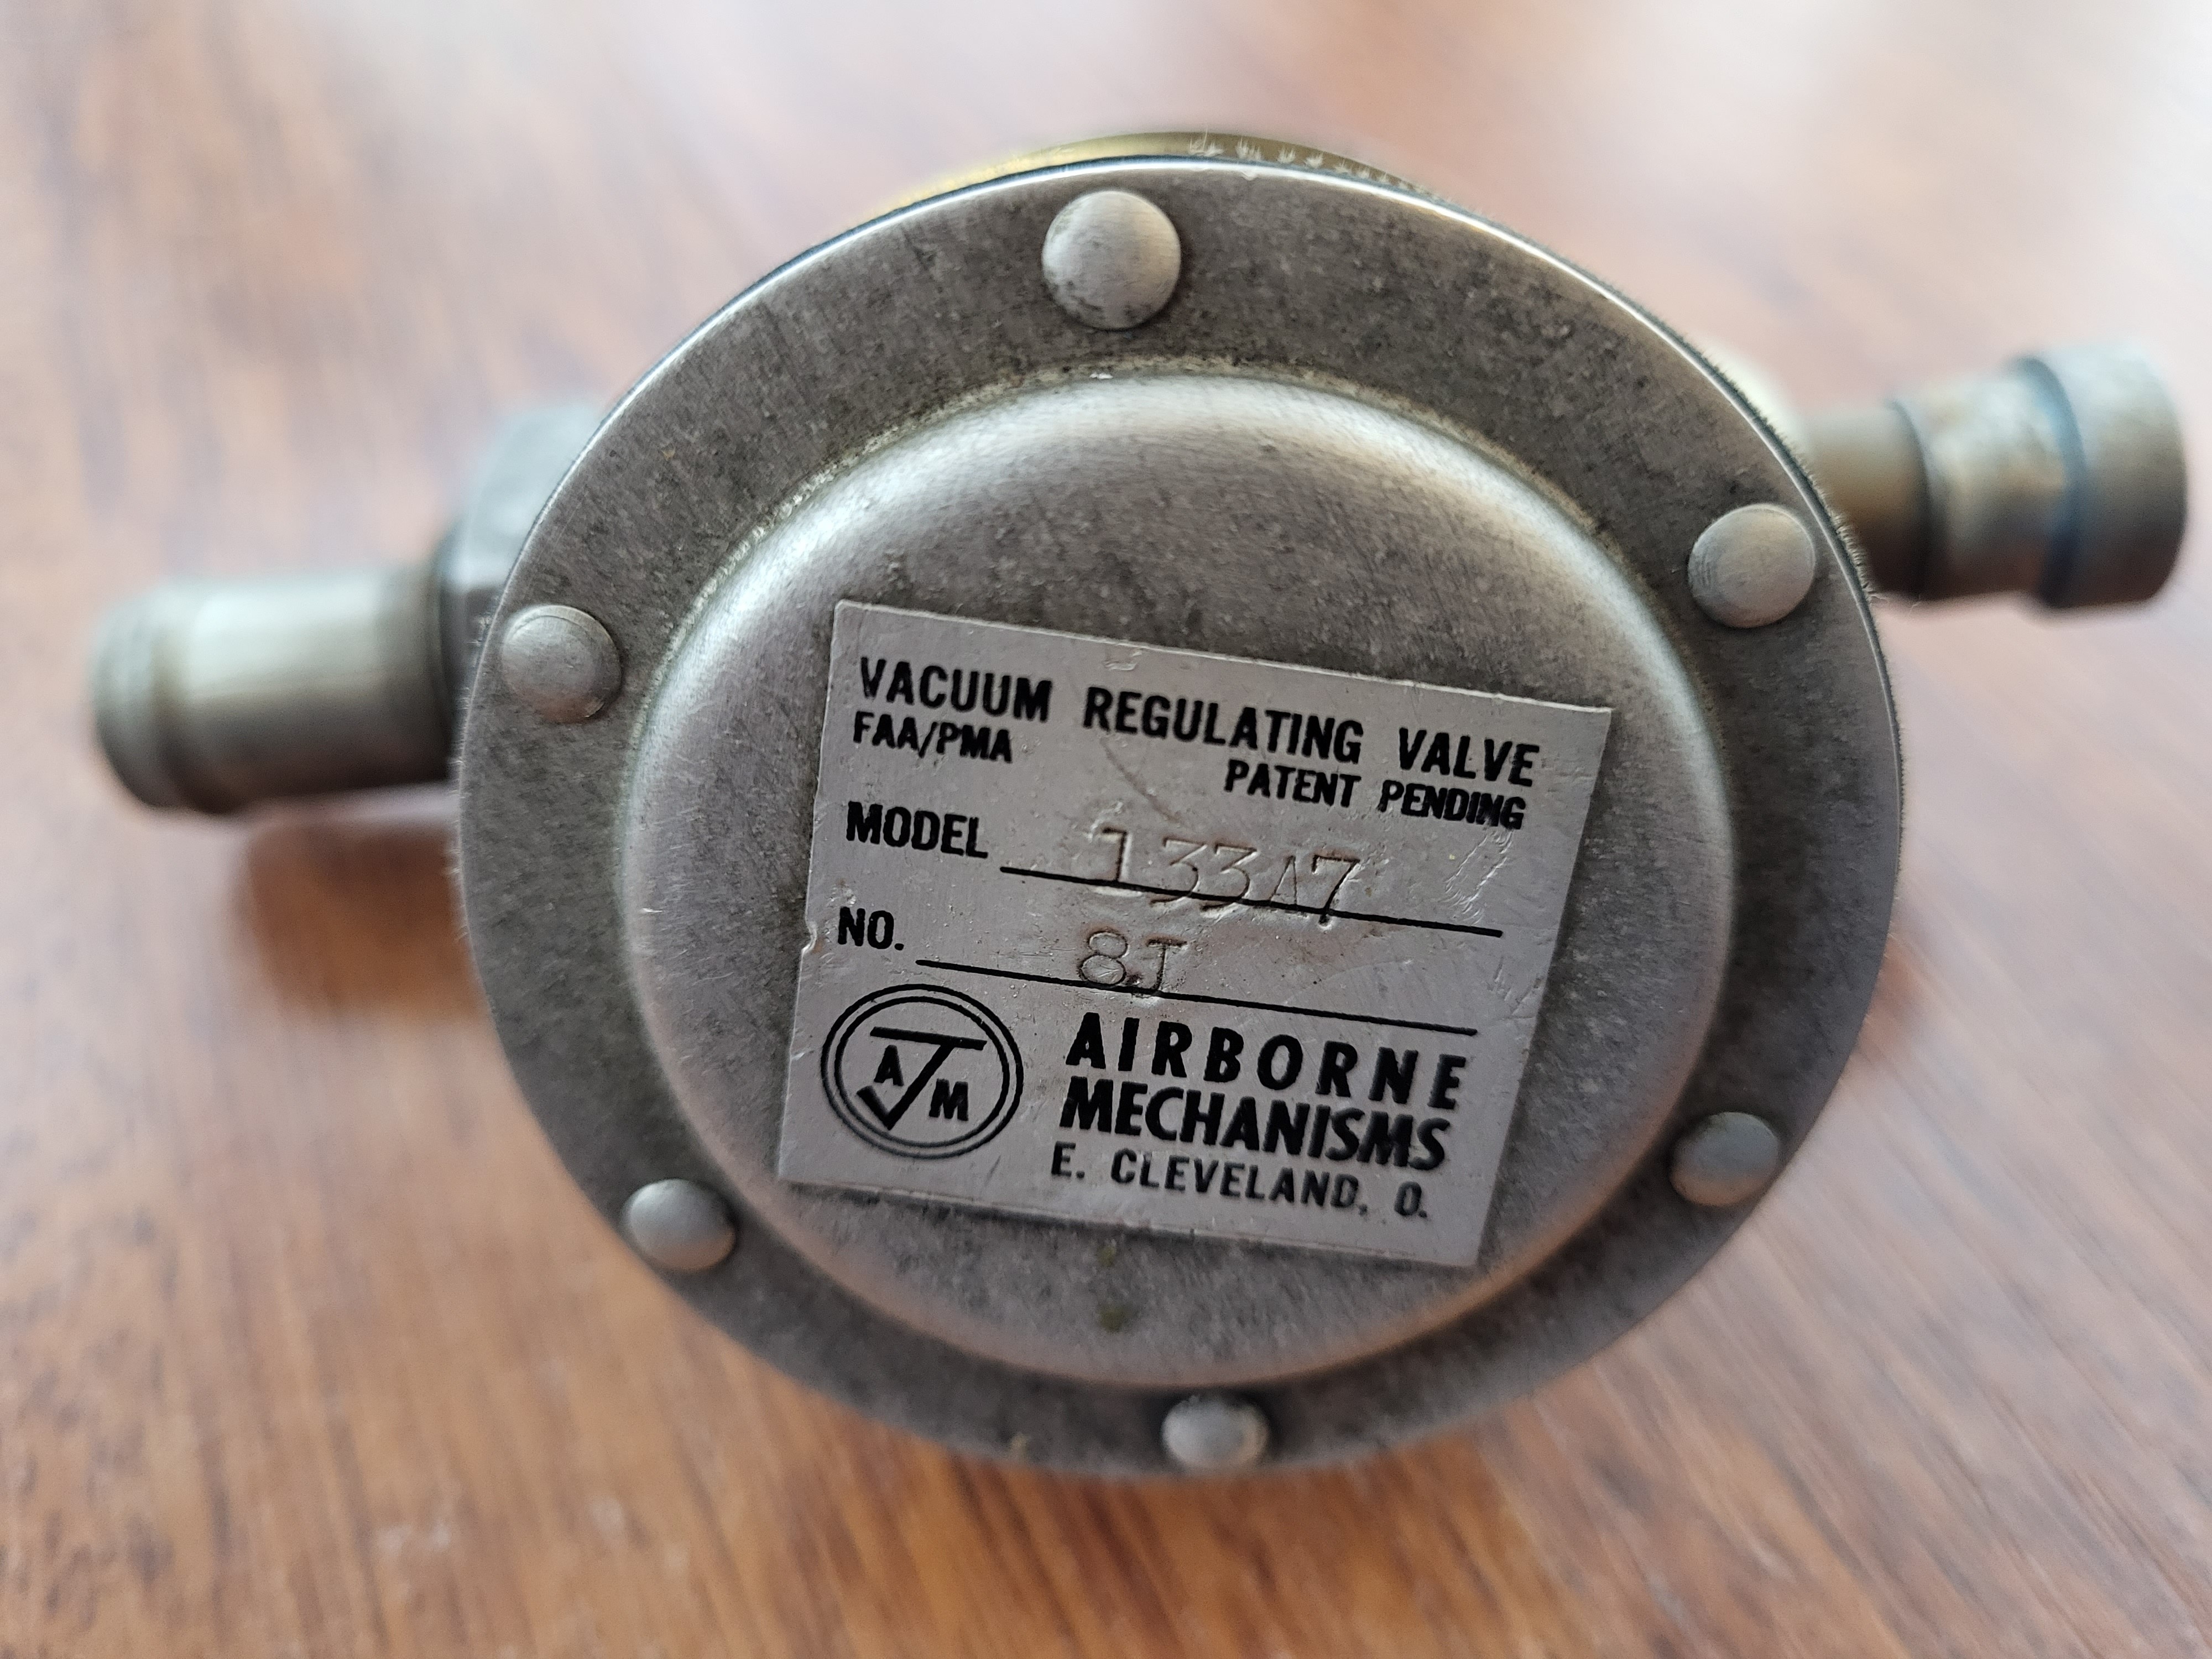 VACUUM REGULATING VALVE
FAA/PMA PATENT PENDING
MODEL 133A7
NO. 8J
AJM
AIRBORNE
MECHANISMS
E. CLEVELAND, O.